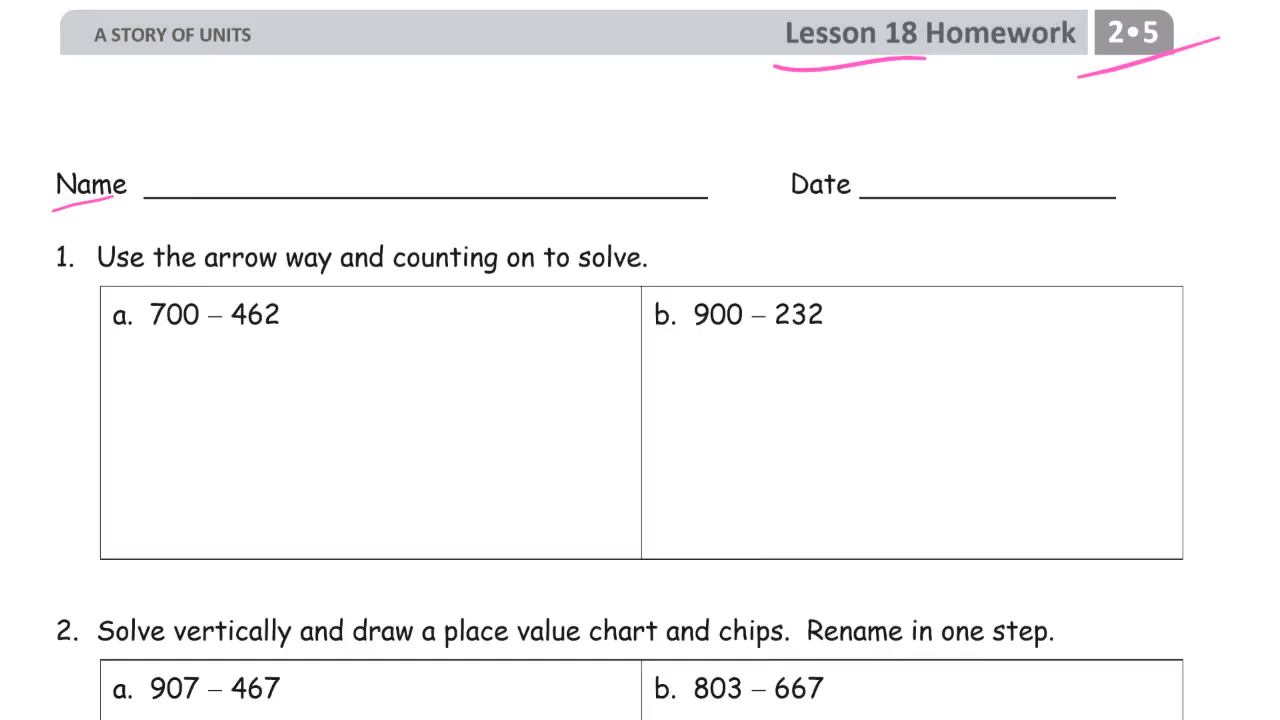 A STORY OF UNITS Lesson 18 Homework 2•5
Name Date
1. Use the arrow way and counting on to solve.
a. 700 – 462 b. 900 – 232
2. Solve vertically and draw a place value chart and chips. Rename in one step.
a. 907 – 467 b. 803 – 667